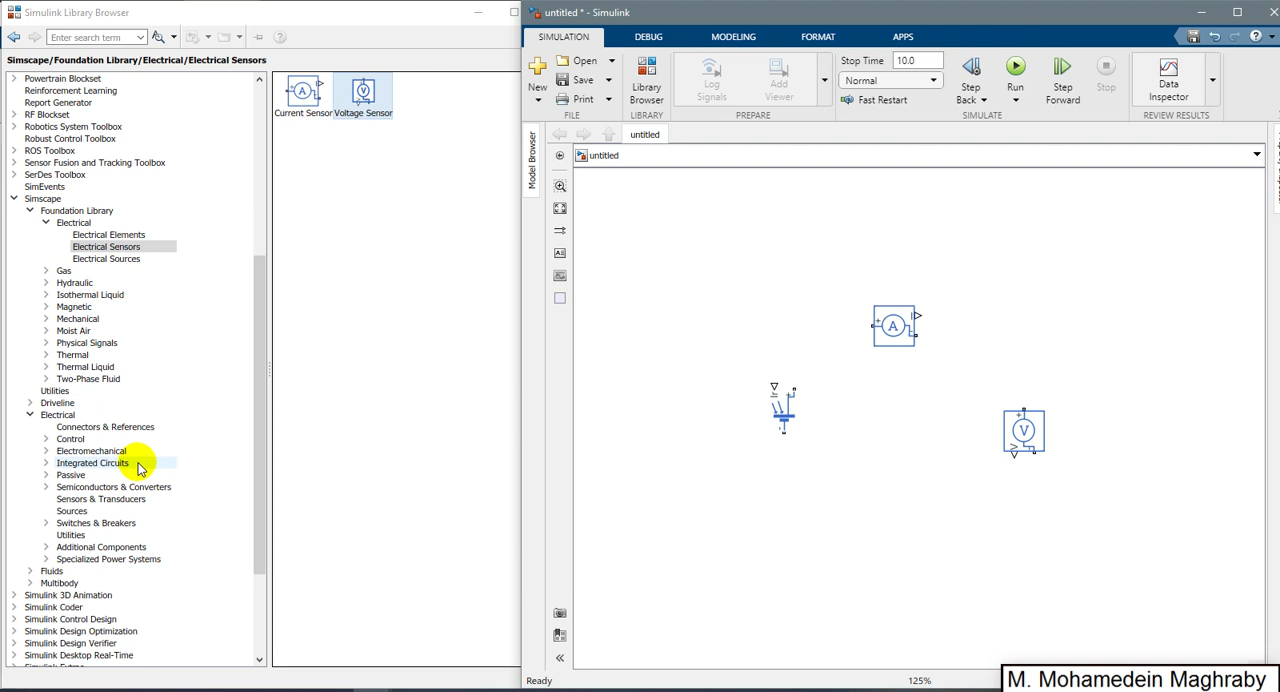 Simulink Library Browser
Enter search term
Simscape/Foundation Library/Electrical/Electrical Sensors
Powertrain Blockset
Reinforcement Learning
Report Generator
RF Blockset
Robotics System Toolbox
Robust Control Toolbox
ROS Toolbox
Sensor Fusion and Tracking Toolbox
SerDes Toolbox
SimEvents
Simscape
Foundation Library
Electrical
Electrical Elements
Electrical Sensors
Electrical Sources
Gas
Hydraulic
Isothermal Liquid
Magnetic
Mechanical
Moist Air
Physical Signals
Thermal
Thermal Liquid
Two-Phase Fluid
Utilities
Driveline
Electrical
Connectors & References
Control
Electromechanical
Integrated Circuits
Passive
Semiconductors & Converters
Sensors & Transducers
Sources
Switches & Breakers
Utilities
Additional Components
Specialized Power Systems
Fluids
Multibody
Simulink 3D Animation
Simulink Coder
Simulink Control Design
Simulink Design Optimization
Simulink Design Verifier
Simulink Desktop Real-Time
A
V
Current Sensor Voltage Sensor
untitled * - Simulink
SIMULATION DEBUG MODELING FORMAT APPS
New
Open
Save
Print
FILE
Library
Browser
LIBRARY
Log
Signals
Add
Viewer
PREPARE
Stop Time 10.0
Normal
Fast Restart
Step
Back
Run
Step
Forward
Stop
SIMULATE
Data
Inspector
REVIEW RESULTS
Model Browser
untitled
untitled
+ A I
Ir +
+ V V
Ready 125%
M. Mohamedein Maghraby